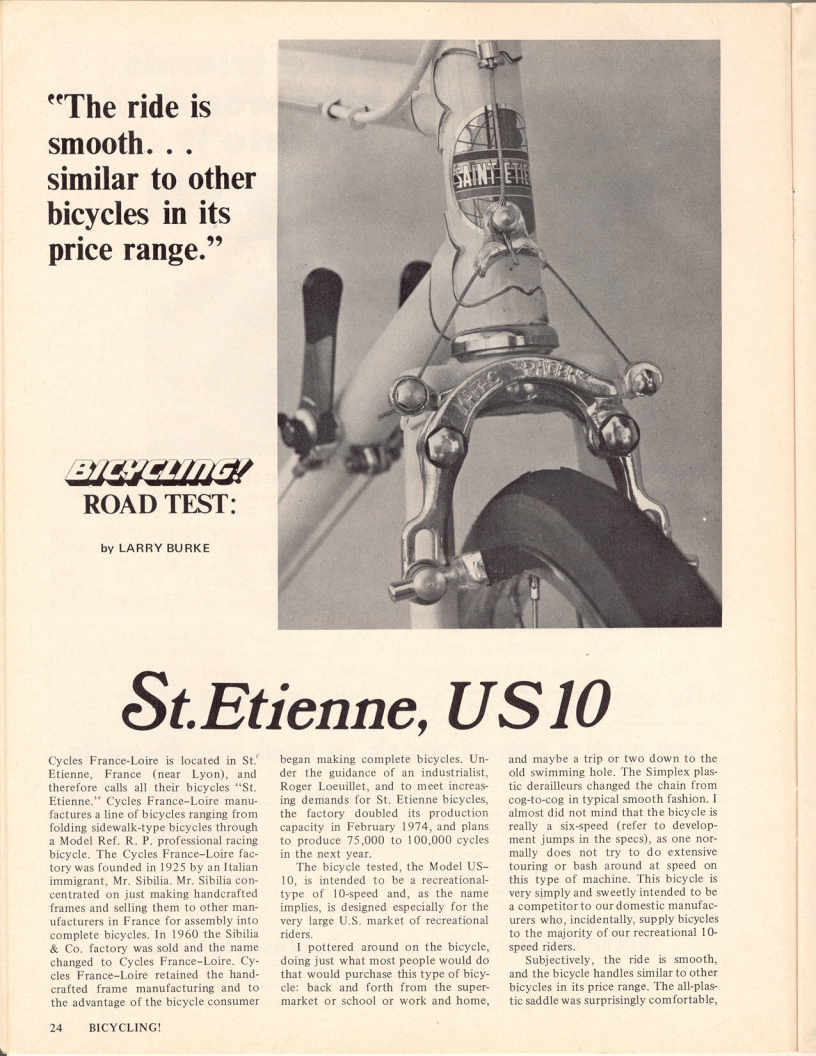 “The ride is
smooth. . .
similar to other
bicycles in its
price range.”
SAINT-ETIE
MAFAC "RACER"
BICYCLING!
ROAD TEST:
by LARRY BURKE
St. Etienne, US 10
Cycles France-Loire is located in St.
Etienne, France (near Lyon), and
therefore calls all their bicycles “St.
Etienne.” Cycles France–Loire manu-
factures a line of bicycles ranging from
folding sidewalk-type bicycles through
a Model Ref. R. P. professional racing
bicycle. The Cycles France–Loire fac-
tory was founded in 1925 by an Italian
immigrant, Mr. Sibilia. Mr. Sibilia con-
centrated on just making handcrafted
frames and selling them to other man-
ufacturers in France for assembly into
complete bicycles. In 1960 the Sibilia
& Co. factory was sold and the name
changed to Cycles France-Loire. Cy-
cles France–Loire retained the hand-
crafted frame manufacturing and to
the advantage of the bicycle consumer
began making complete bicycles. Un-
der the guidance of an industrialist,
Roger Loeuillet, and to meet increas-
ing demands for St. Etienne bicycles,
the factory doubled its production
capacity in February 1974, and plans
to produce 75,000 to 100,000 cycles
in the next year.
The bicycle tested, the Model US–
10, is intended to be a recreational-
type of 10-speed and, as the name
implies, is designed especially for the
very large U.S. market of recreational
riders.
I pottered around on the bicycle,
doing just what most people would do
that would purchase this type of bicy-
cle: back and forth from the super-
market or school or work and home,
and maybe a trip or two down to the
old swimming hole. The Simplex plas-
tic derailleurs changed the chain from
cog-to-cog in typical smooth fashion. I
almost did not mind that the bicycle is
really a six-speed (refer to develop-
ment jumps in the specs), as one nor-
mally does not try to do extensive
touring or bash around at speed on
this type of machine. This bicycle is
very simply and sweetly intended to be
a competitor to our domestic manufac-
urers who, incidentally, supply bicycles
to the majority of our recreational 10-
speed riders.
Subjectively, the ride is smooth,
and the bicycle handles similar to other
bicycles in its price range. The all-plas-
tic saddle was surprisingly comfortable,
24 BICYCLING!